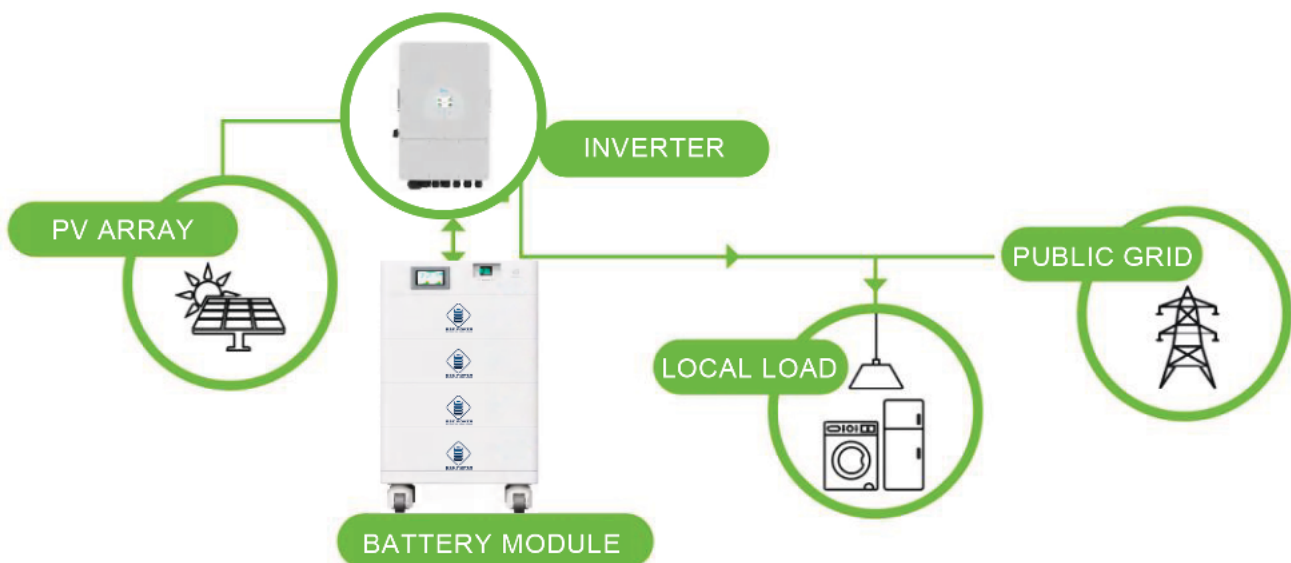 INVERTER
PV ARRAY
PUBLIC GRID
LOCAL LOAD
BATTERY MODULE